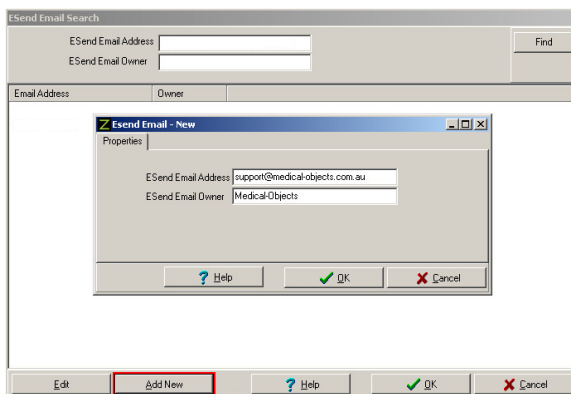 ESend Email Search
ESend Email Address
Find
ESend Email Owner
Email Address Owner
Esend Email - New
Properties
ESend Email Address support@medical-objects.com.au
ESend Email Owner Medical-Objects
Help OK Cancel
Edit Add New Help OK Cancel